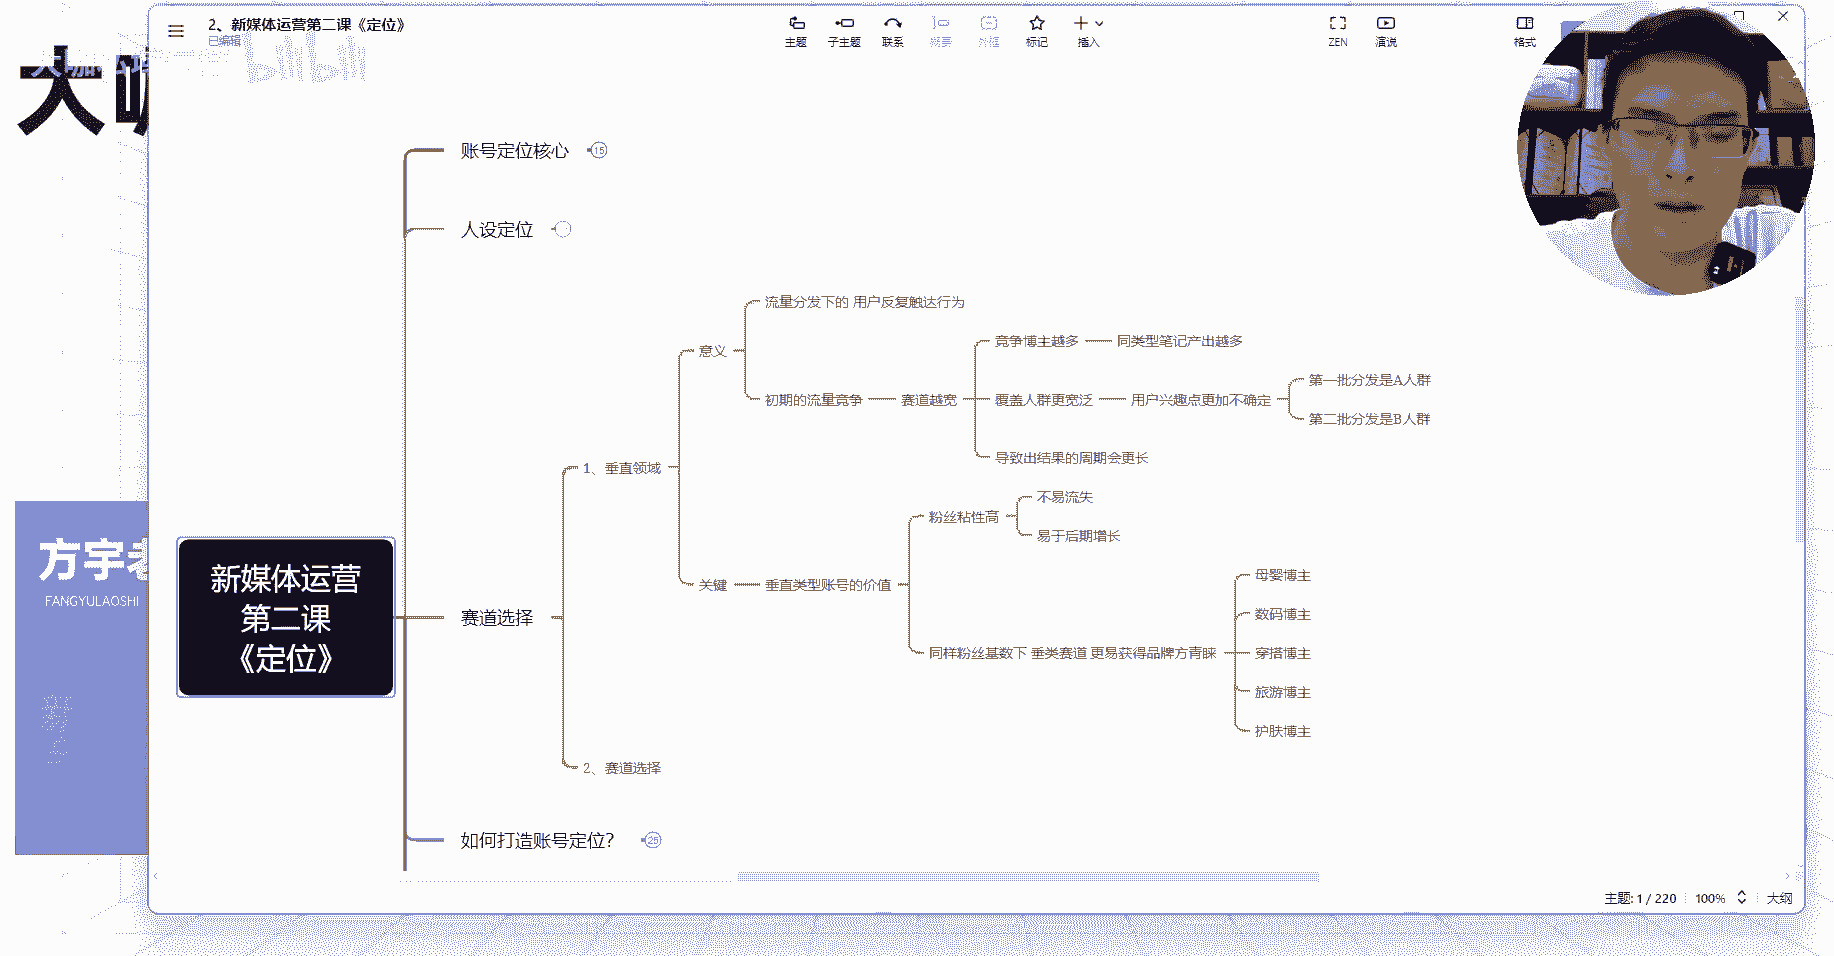 2、新媒体运营第二课《定位》
已编辑
主题
子主题
联系
概要
外框
标记
插入
ZEN
演说
格式
bilibili
大咖
账号定位核心
15
人设定位
流量分发下的 用户反复触达行为
意义
竞争博主越多
同类型笔记产出越多
初期的流量竞争
赛道越宽
覆盖人群更宽泛
用户兴趣点更加不确定
第一批分发是A人群
第二批分发是B人群
导致出结果的周期会更长
1、垂直领域
粉丝粘性高
不易流失
易于后期增长
关键
垂直类型账号的价值
同样粉丝基数下 垂类赛道 更易获得品牌方青睐
母婴博主
数码博主
穿搭博主
旅游博主
护肤博主
方宇老
FANGYULAOSHI
新媒体运营
第二课
《定位》
赛道选择
2、赛道选择
如何打造账号定位？
25
主题: 1 / 220
100%
大纲